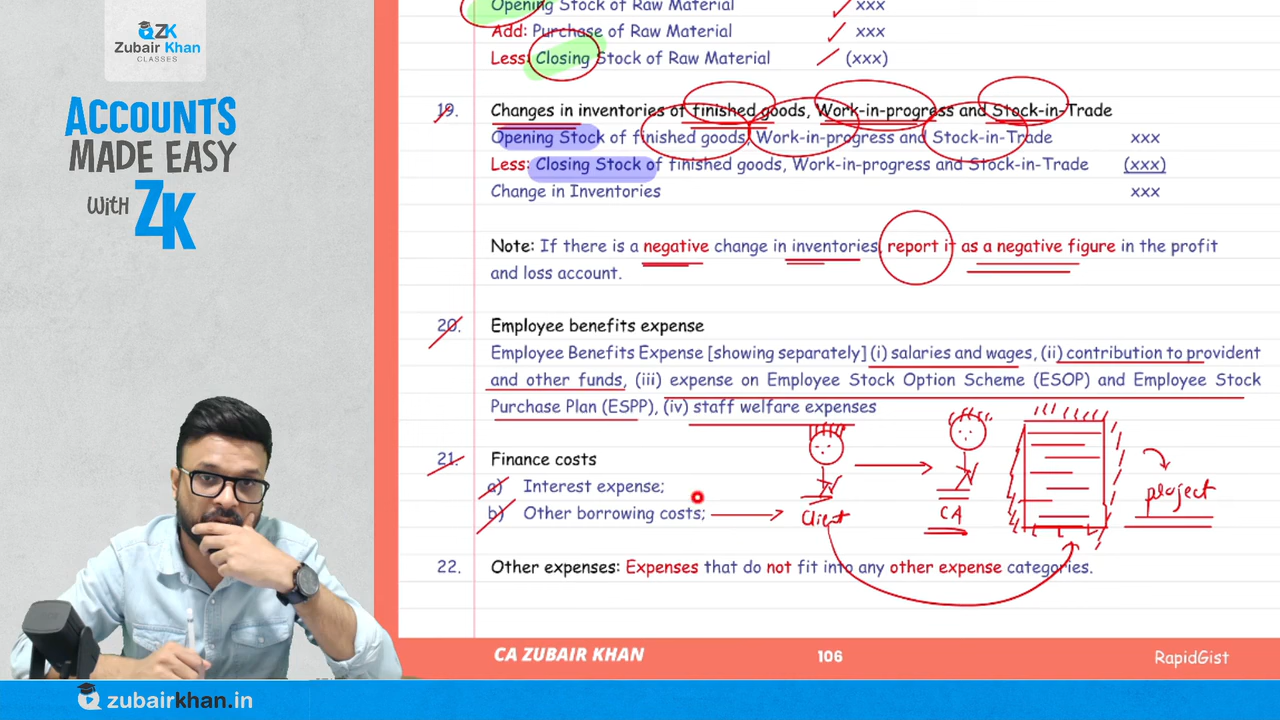 ZK
Zubair Khan
CLASSES
ACCOUNTS
MADE EASY
WITH ZK
Opening Stock of Raw Material xxx
Add: Purchase of Raw Material xxx
Less: Closing Stock of Raw Material (xxx)
19. Changes in inventories of finished goods, Work-in-progress and Stock-in-Trade
Opening Stock of finished goods, Work-in-progress and Stock-in-Trade xxx
Less: Closing Stock of finished goods, Work-in-progress and Stock-in-Trade (xxx)
Change in Inventories xxx
Note: If there is a negative change in inventories, report it as a negative figure in the profit
and loss account.
20. Employee benefits expense
Employee Benefits Expense [showing separately] (i) salaries and wages, (ii) contribution to provident
and other funds, (iii) expense on Employee Stock Option Scheme (ESOP) and Employee Stock
Purchase Plan (ESPP), (iv) staff welfare expenses
21. Finance costs
a) Interest expense;
b) Other borrowing costs;
Client
CA
project
22. Other expenses: Expenses that do not fit into any other expense categories.
CA ZUBAIR KHAN 106 RapidGist
zubairkhan.in